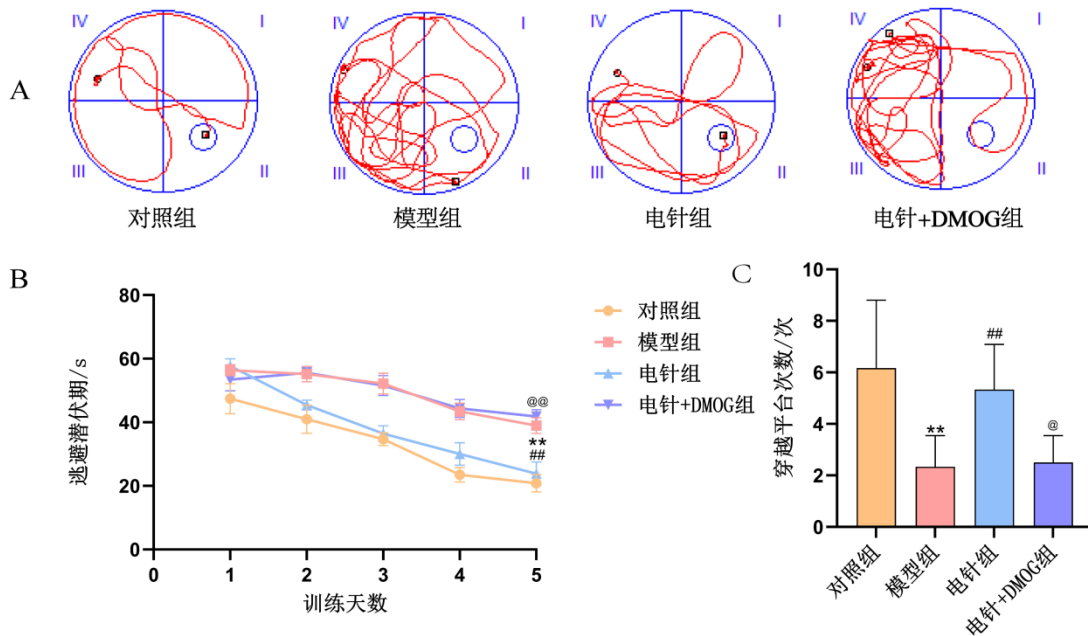 A
IV I
III II
对照组
IV I
III II
模型组
IV I
III II
电针组
IV I
III II
电针+DMOG组
B
逃避潜伏期/s
80
60
40
20
0
0 1 2 3 4 5
训练天数
@@
**
##
对照组
模型组
电针组
电针+DMOG组
C
穿越平台次数/次
10
8
6
4
2
0
**
##
@
对照组
模型组
电针组
电针+DMOG组